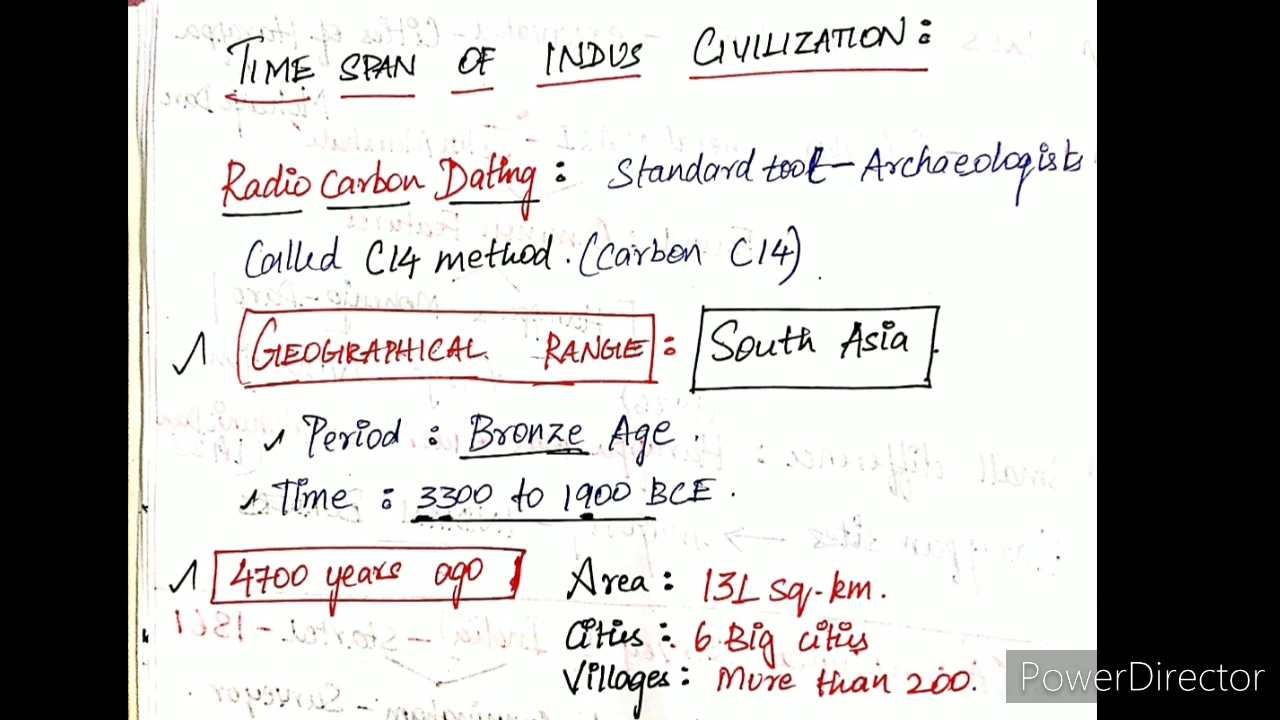 TIME SPAN OF INDUS CIVILIZATION:
Radio Carbon Dating: Standard tool - Archaeologists
Called C14 method. (Carbon C14)
GEOGRAPHICAL RANGE: South Asia.
Period: Bronze Age.
Time: 3300 to 1900 BCE.
4700 years ago Area: 13L sq.km.
Cities: 6 Big cities
Villages: More than 200.
PowerDirector